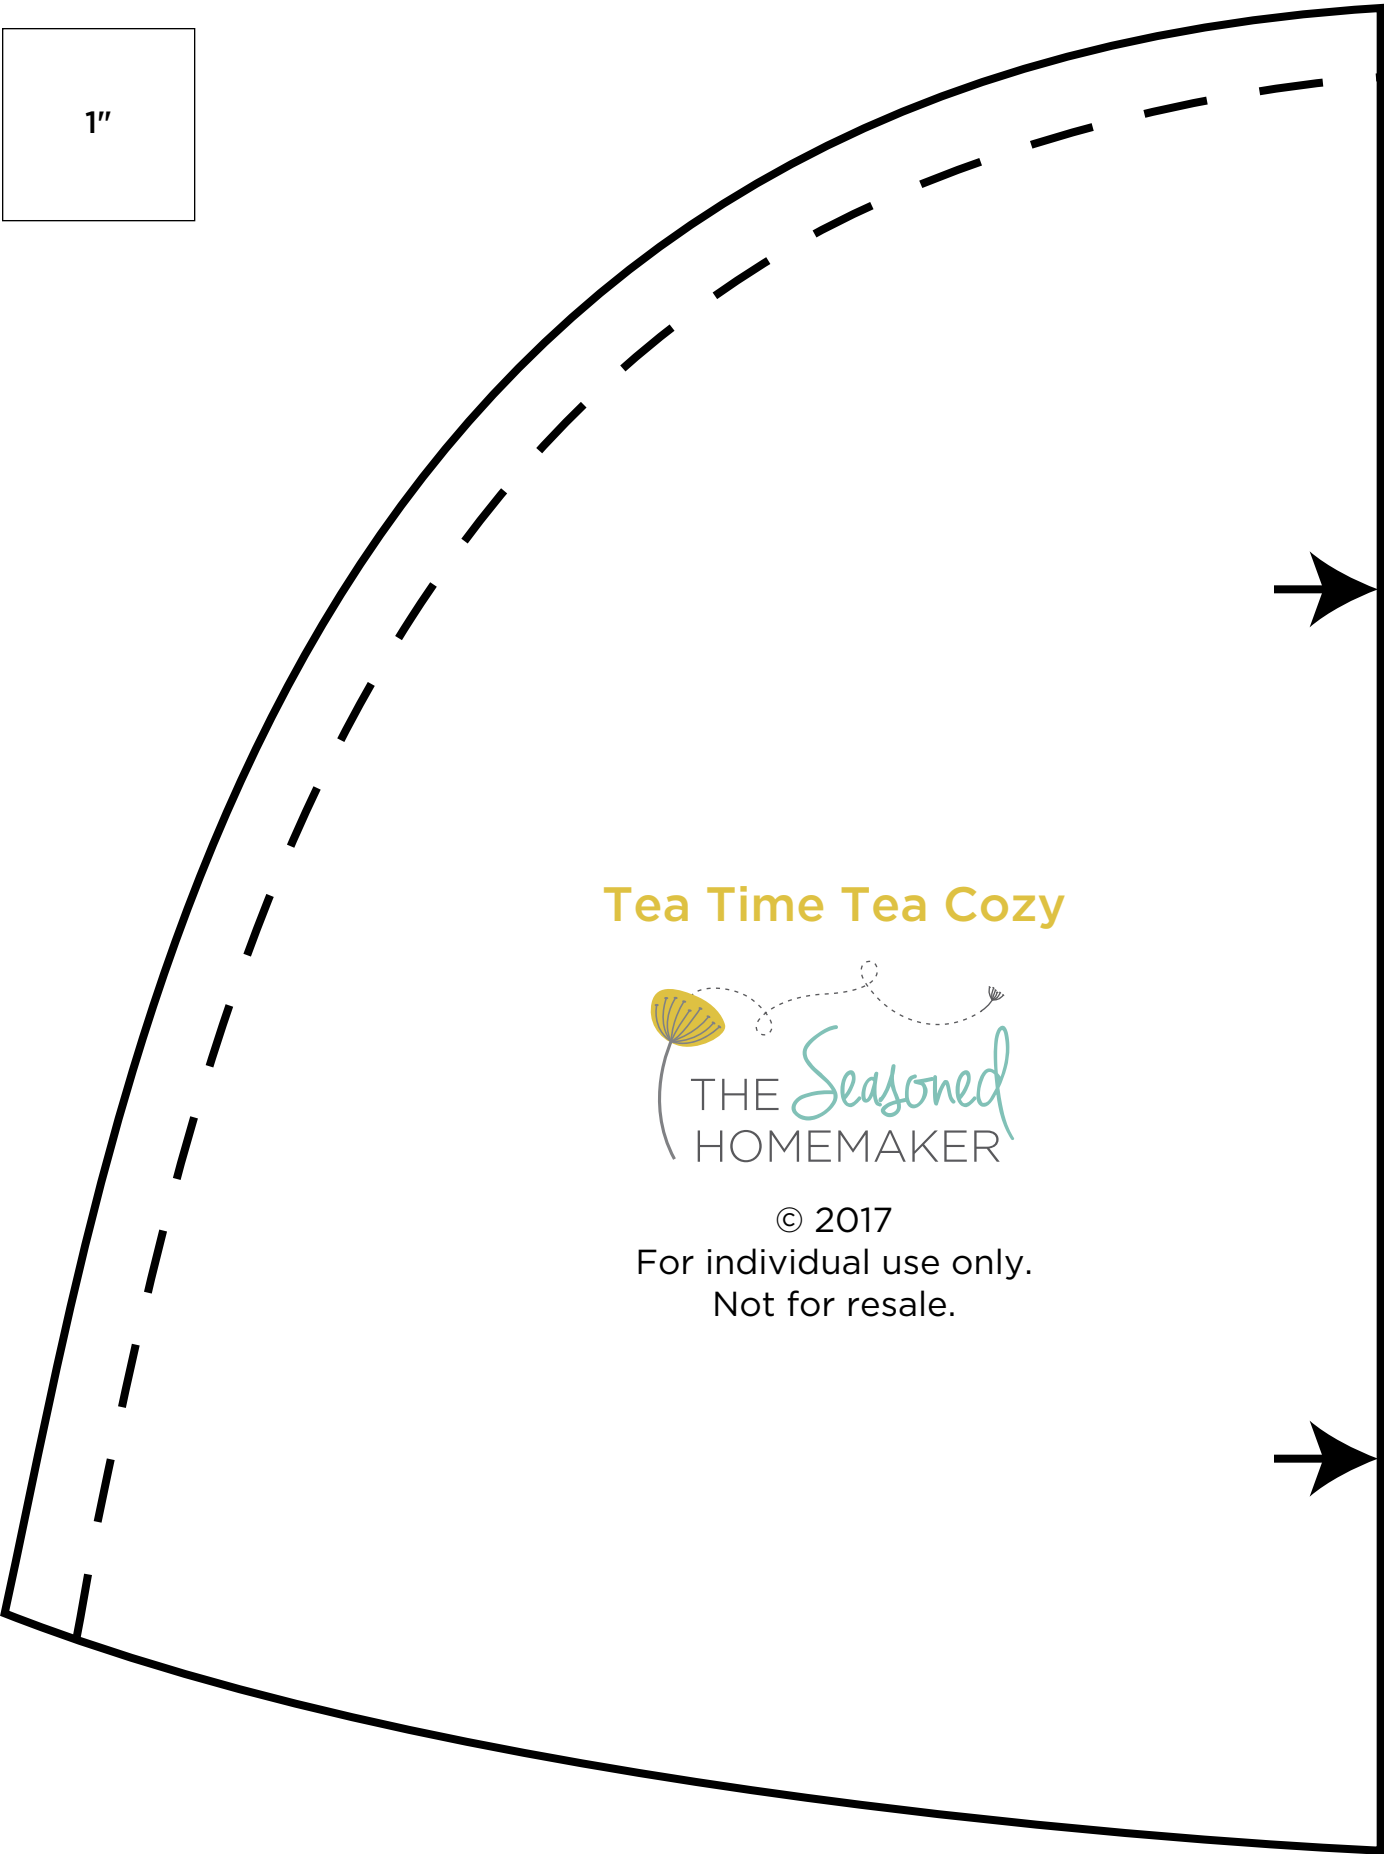 1"
Tea Time Tea Cozy
THE Seasoned
HOMEMAKER
© 2017
For individual use only.
Not for resale.